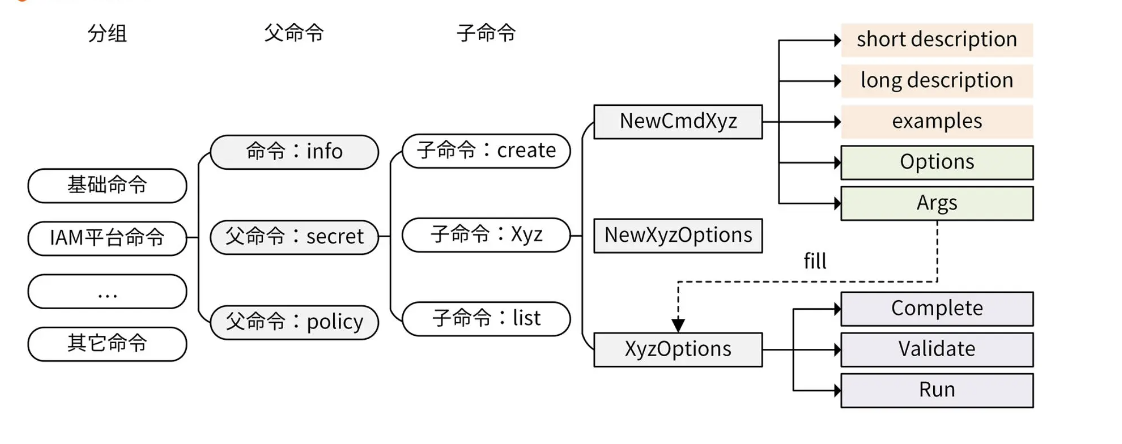 分组
父命令
子命令
基础命令
IAM平台命令
...
其它命令
命令：info
父命令：secret
父命令：policy
子命令：create
子命令：Xyz
子命令：list
NewCmdXyz
NewXyzOptions
XyzOptions
short description
long description
examples
Options
Args
fill
Complete
Validate
Run